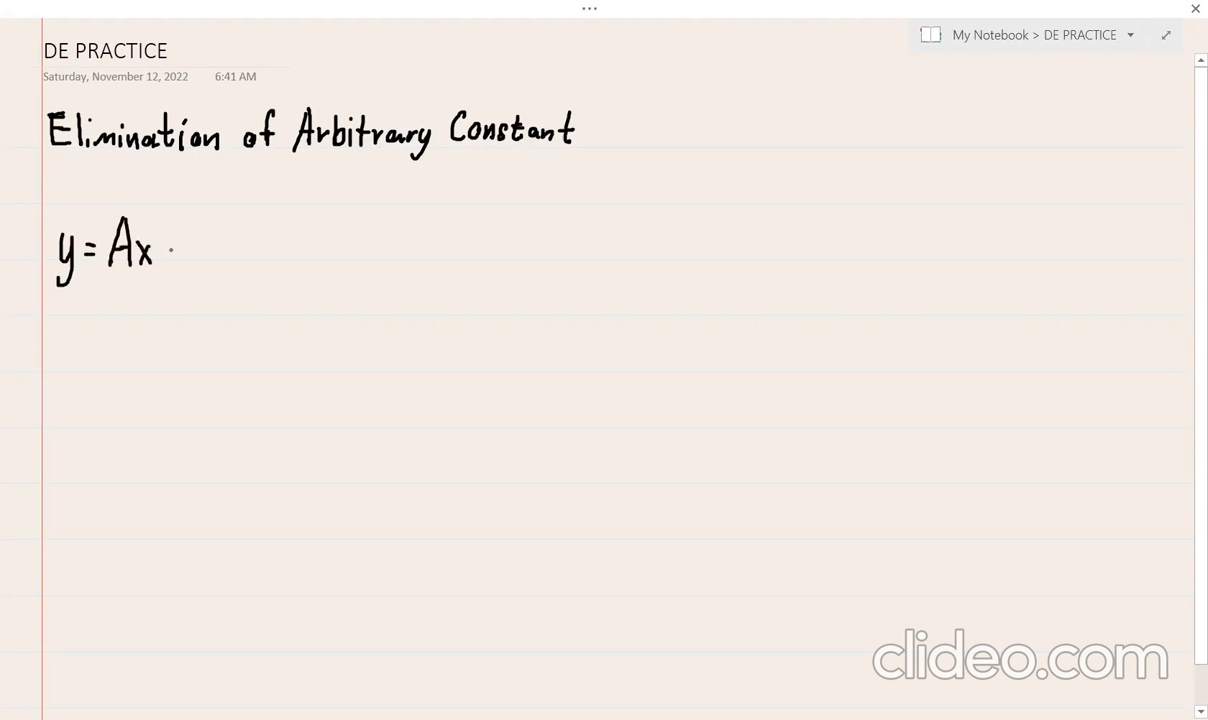 My Notebook > DE PRACTICE
DE PRACTICE
Saturday, November 12, 2022 6:41 AM
Elimination of Arbitrary Constant
y = Ax
clideo.com